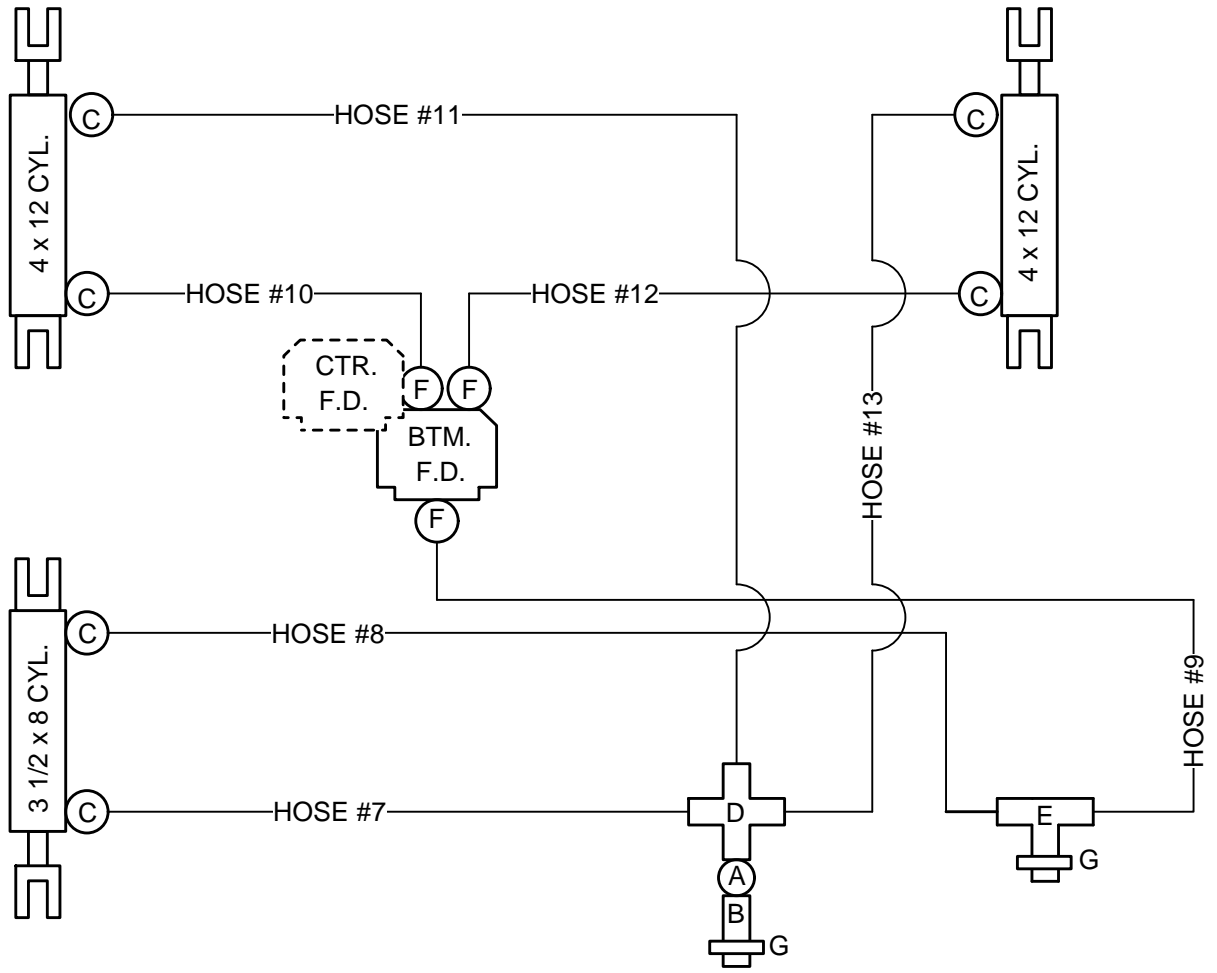 C
HOSE #11
C
4 x 12 CYL.
4 x 12 CYL.
C
HOSE #10
HOSE #12
C
CTR.
F.D.
F
F
BTM.
F.D.
F
HOSE #13
C
HOSE #8
3 1/2 x 8 CYL.
HOSE #9
C
HOSE #7
D
E
G
A
B
G